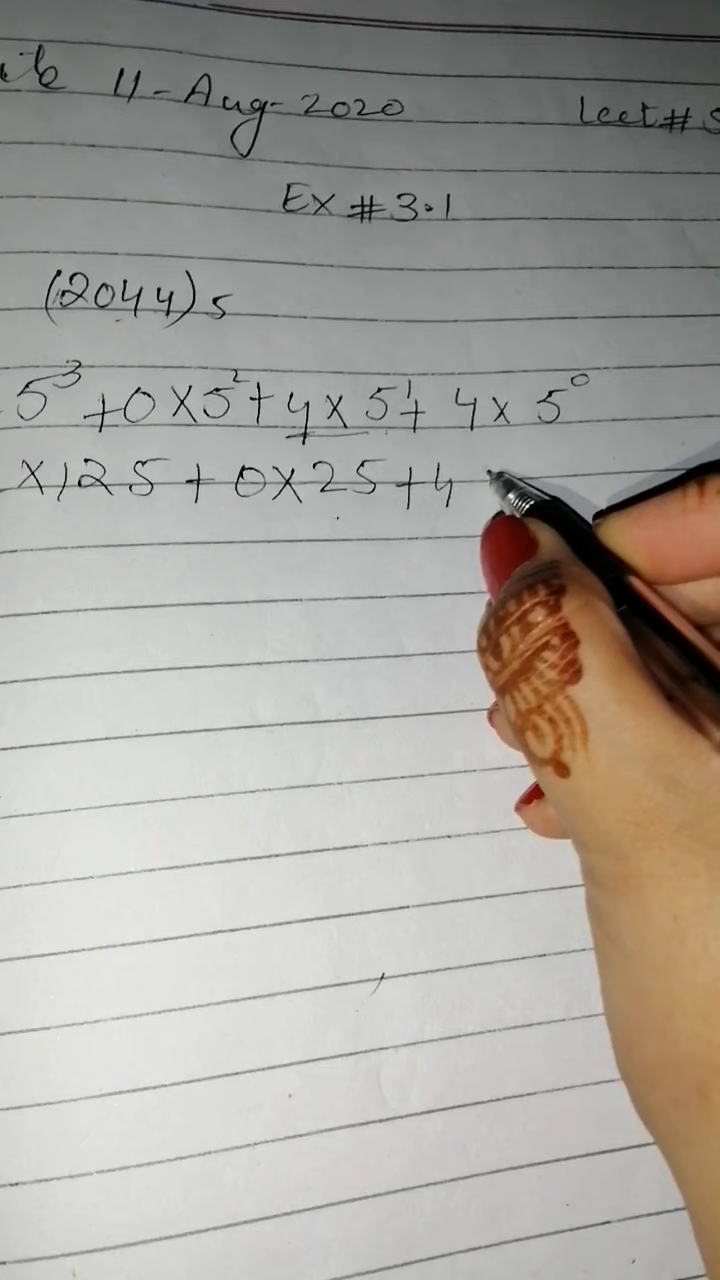 11-Aug-2020 Lect#
Ex #3.1
(2044)₅
5³ + 0 × 5² + 4 × 5¹ + 4 × 5⁰
×125 + 0×25 + 4